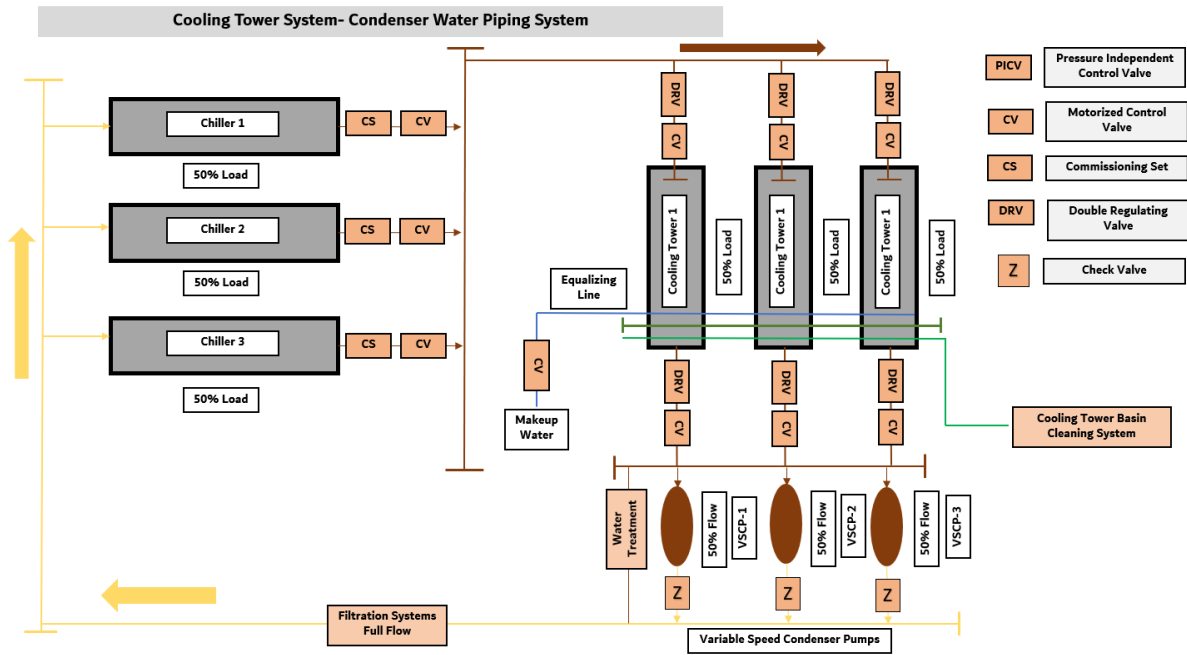 Cooling Tower System- Condenser Water Piping System
Chiller 1
CS
CV
50% Load
Chiller 2
CS
CV
50% Load
Chiller 3
CS
CV
50% Load
DRV
DRV
DRV
CV
CV
CV
Cooling Tower 1
50% Load
Cooling Tower 1
50% Load
Cooling Tower 1
50% Load
Equalizing
Line
CV
Makeup
Water
DRV
DRV
DRV
CV
CV
CV
Cooling Tower Basin
Cleaning System
Water
Treatment
50% Flow
VSCP-1
50% Flow
VSCP-2
50% Flow
VSCP-3
Z
Z
Z
Filtration Systems
Full Flow
Variable Speed Condenser Pumps
PICV
Pressure Independent
Control Valve
CV
Motorized Control
Valve
CS
Commissioning Set
DRV
Double Regulating
Valve
Z
Check Valve